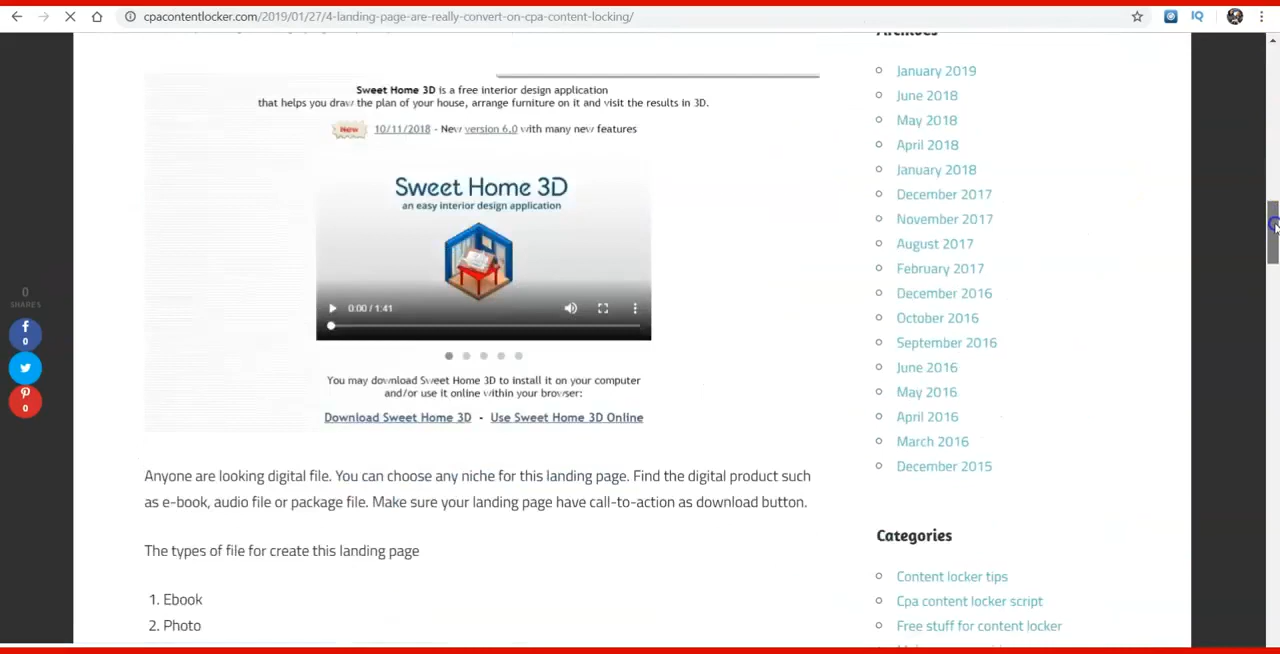 cpacontentlocker.com/2019/01/27/4-landing-page-are-really-convert-on-cpa-content-locking/
IQ
Archives
Sweet Home 3D is a free interior design application
that helps you draw the plan of your house, arrange furniture on it and visit the results in 3D.
New 10/11/2018 - New version 6.0 with many new features
Sweet Home 3D
an easy interior design application
0:00 / 1:41
You may download Sweet Home 3D to install it on your computer
and/or use it online within your browser:
Download Sweet Home 3D - Use Sweet Home 3D Online
0
SHARES
f
0
0
Anyone are looking digital file. You can choose any niche for this landing page. Find the digital product such
as e-book, audio file or package file. Make sure your landing page have call-to-action as download button.
The types of file for create this landing page
1. Ebook
2. Photo
January 2019
June 2018
May 2018
April 2018
January 2018
December 2017
November 2017
August 2017
February 2017
December 2016
October 2016
September 2016
June 2016
May 2016
April 2016
March 2016
December 2015
Categories
Content locker tips
Cpa content locker script
Free stuff for content locker